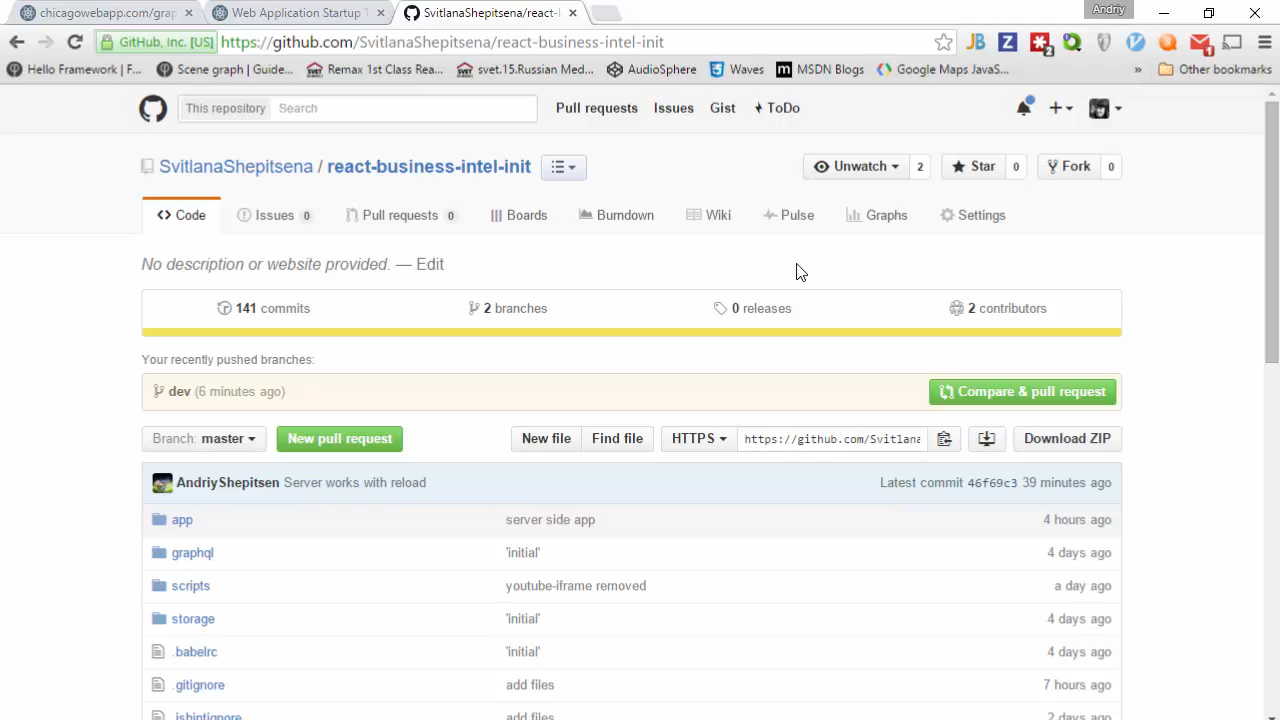 chicagowebapp.com/grap
Web Application Startup T
SvitlanaShepitsena/react-
Andriy
GitHub, Inc. [US]
https://github.com/SvitlanaShepitsena/react-business-intel-init
Hello Framework | F...
Scene graph | Guide...
Remax 1st Class Rea...
svet.15.Russian Med...
AudioSphere
Waves
MSDN Blogs
Google Maps JavaS...
»
Other bookmarks
This repository
Search
Pull requests
Issues
Gist
ToDo
SvitlanaShepitsena / react-business-intel-init
Unwatch 2
Star 0
Fork 0
Code
Issues 0
Pull requests 0
Boards
Burndown
Wiki
Pulse
Graphs
Settings
No description or website provided. — Edit
141 commits
2 branches
0 releases
2 contributors
Your recently pushed branches:
dev (6 minutes ago)
Compare & pull request
Branch: master
New pull request
New file
Find file
HTTPS
https://github.com/Svitlana
Download ZIP
AndriyShepitsen Server works with reload
Latest commit 46f69c3 39 minutes ago
app server side app 4 hours ago
graphql 'initial' 4 days ago
scripts youtube-iframe removed a day ago
storage 'initial' 4 days ago
.babelrc 'initial' 4 days ago
.gitignore add files 7 hours ago
.jshintignore add files 7 hours ago